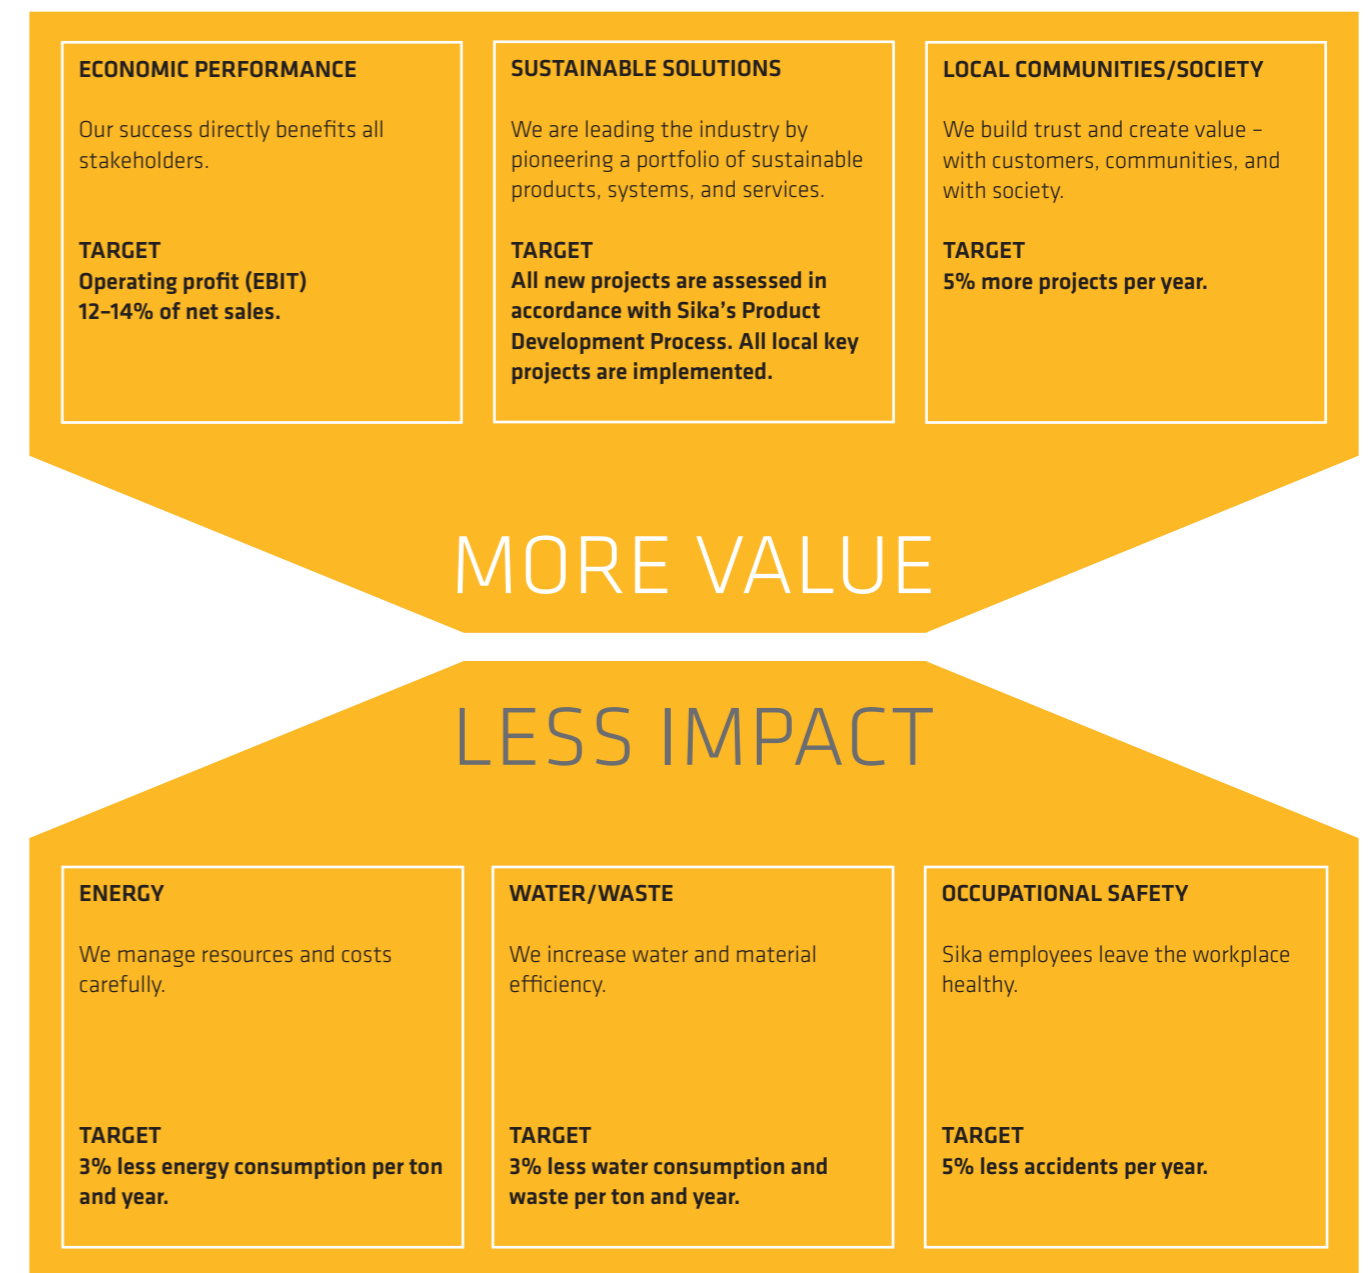 ECONOMIC PERFORMANCE
Our success directly benefits all
stakeholders.
TARGET
Operating profit (EBIT)
12–14% of net sales.
SUSTAINABLE SOLUTIONS
We are leading the industry by
pioneering a portfolio of sustainable
products, systems, and services.
TARGET
All new projects are assessed in
accordance with Sika’s Product
Development Process. All local key
projects are implemented.
LOCAL COMMUNITIES/SOCIETY
We build trust and create value –
with customers, communities, and
with society.
TARGET
5% more projects per year.
MORE VALUE
LESS IMPACT
ENERGY
We manage resources and costs
carefully.
TARGET
3% less energy consumption per ton
and year.
WATER/WASTE
We increase water and material
efficiency.
TARGET
3% less water consumption and
waste per ton and year.
OCCUPATIONAL SAFETY
Sika employees leave the workplace
healthy.
TARGET
5% less accidents per year.